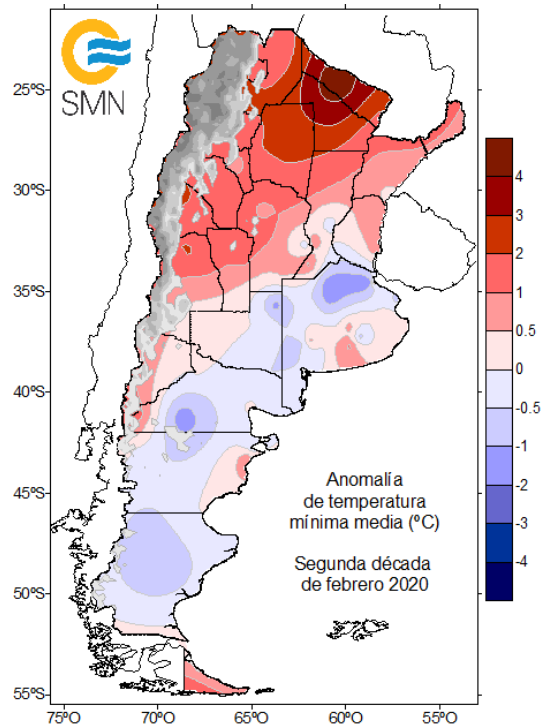 SMN
25ºS
30ºS
35ºS
40ºS
45ºS
50ºS
55ºS
75ºO
70ºO
65ºO
60ºO
55ºO
4
3
2
1
0.5
0
-0.5
-1
-2
-3
-4
Anomalía
de temperatura
mínima media (ºC)
Segunda década
de febrero 2020